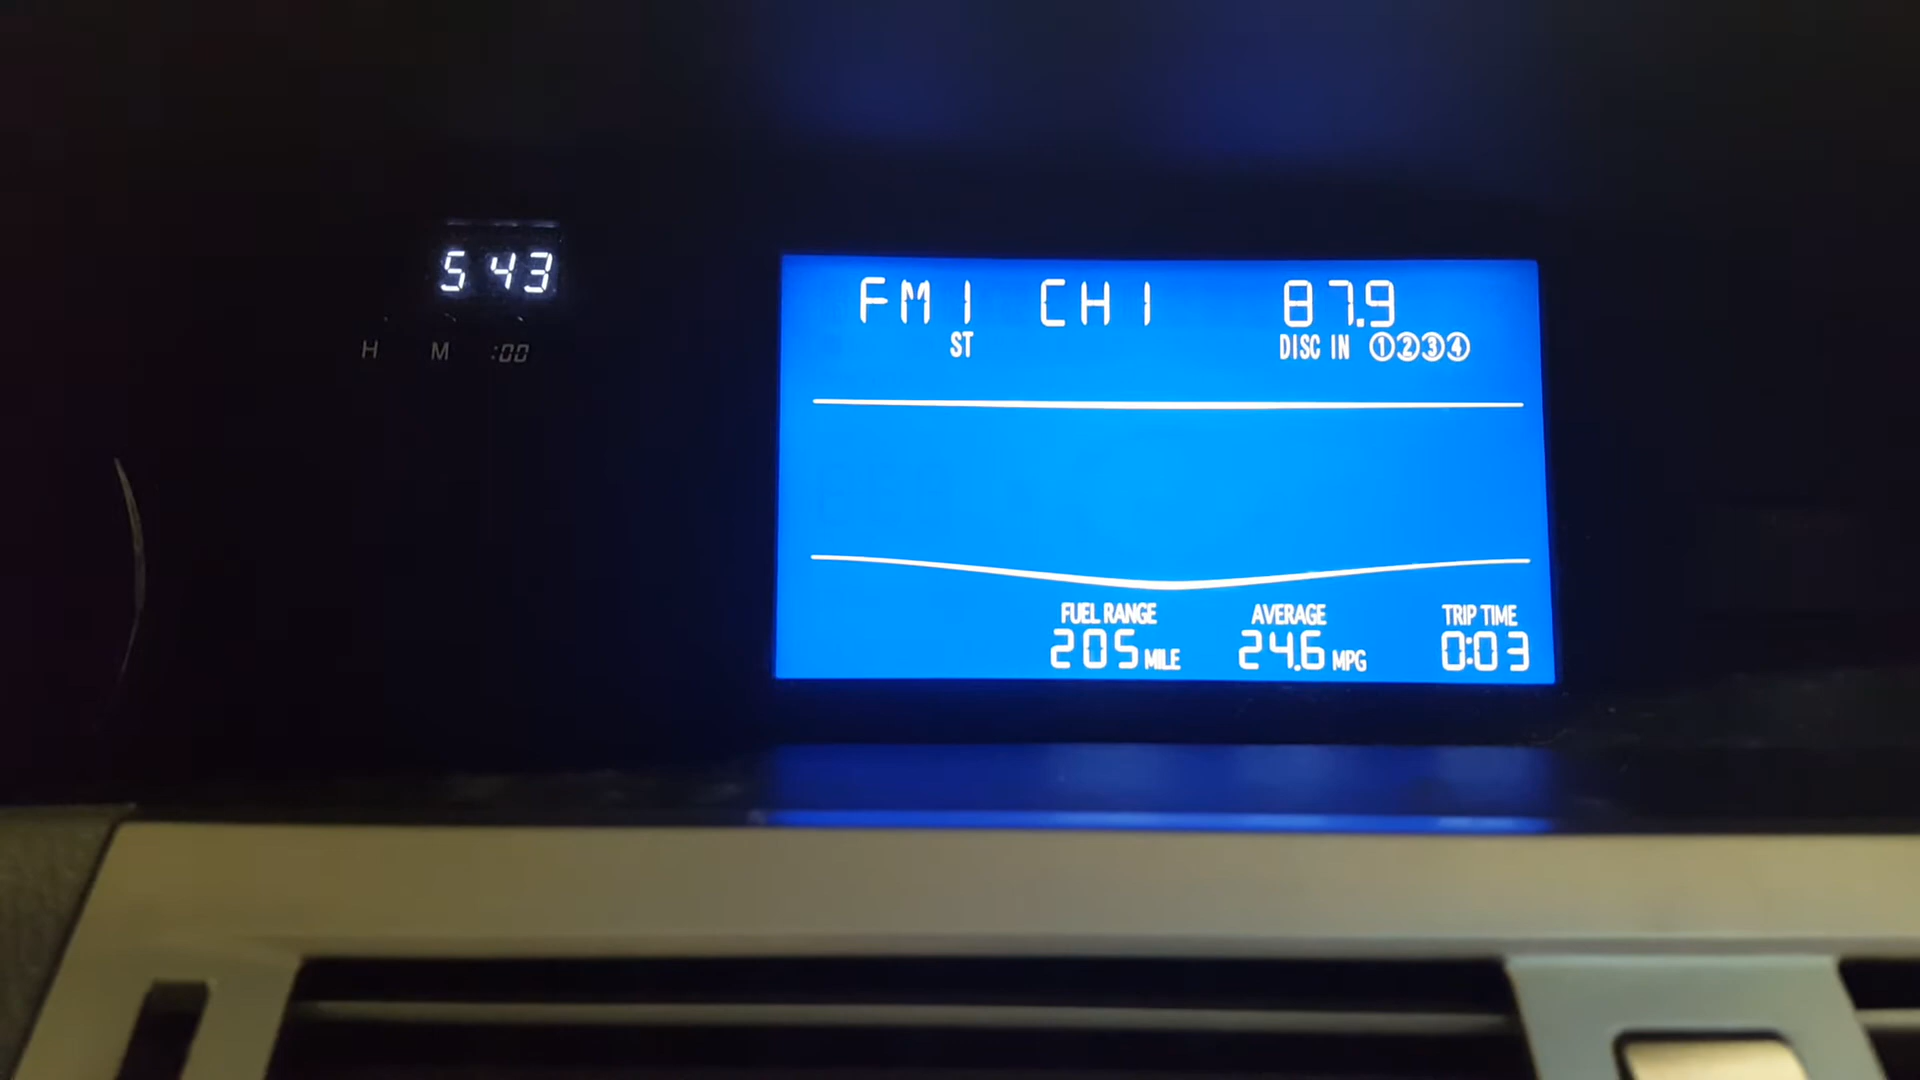 5 43
H M :00
FM1 CH1 87.9
ST DISC IN ①②③④
FUEL RANGE AVERAGE TRIP TIME
205 MILE 24.6 MPG 0:03